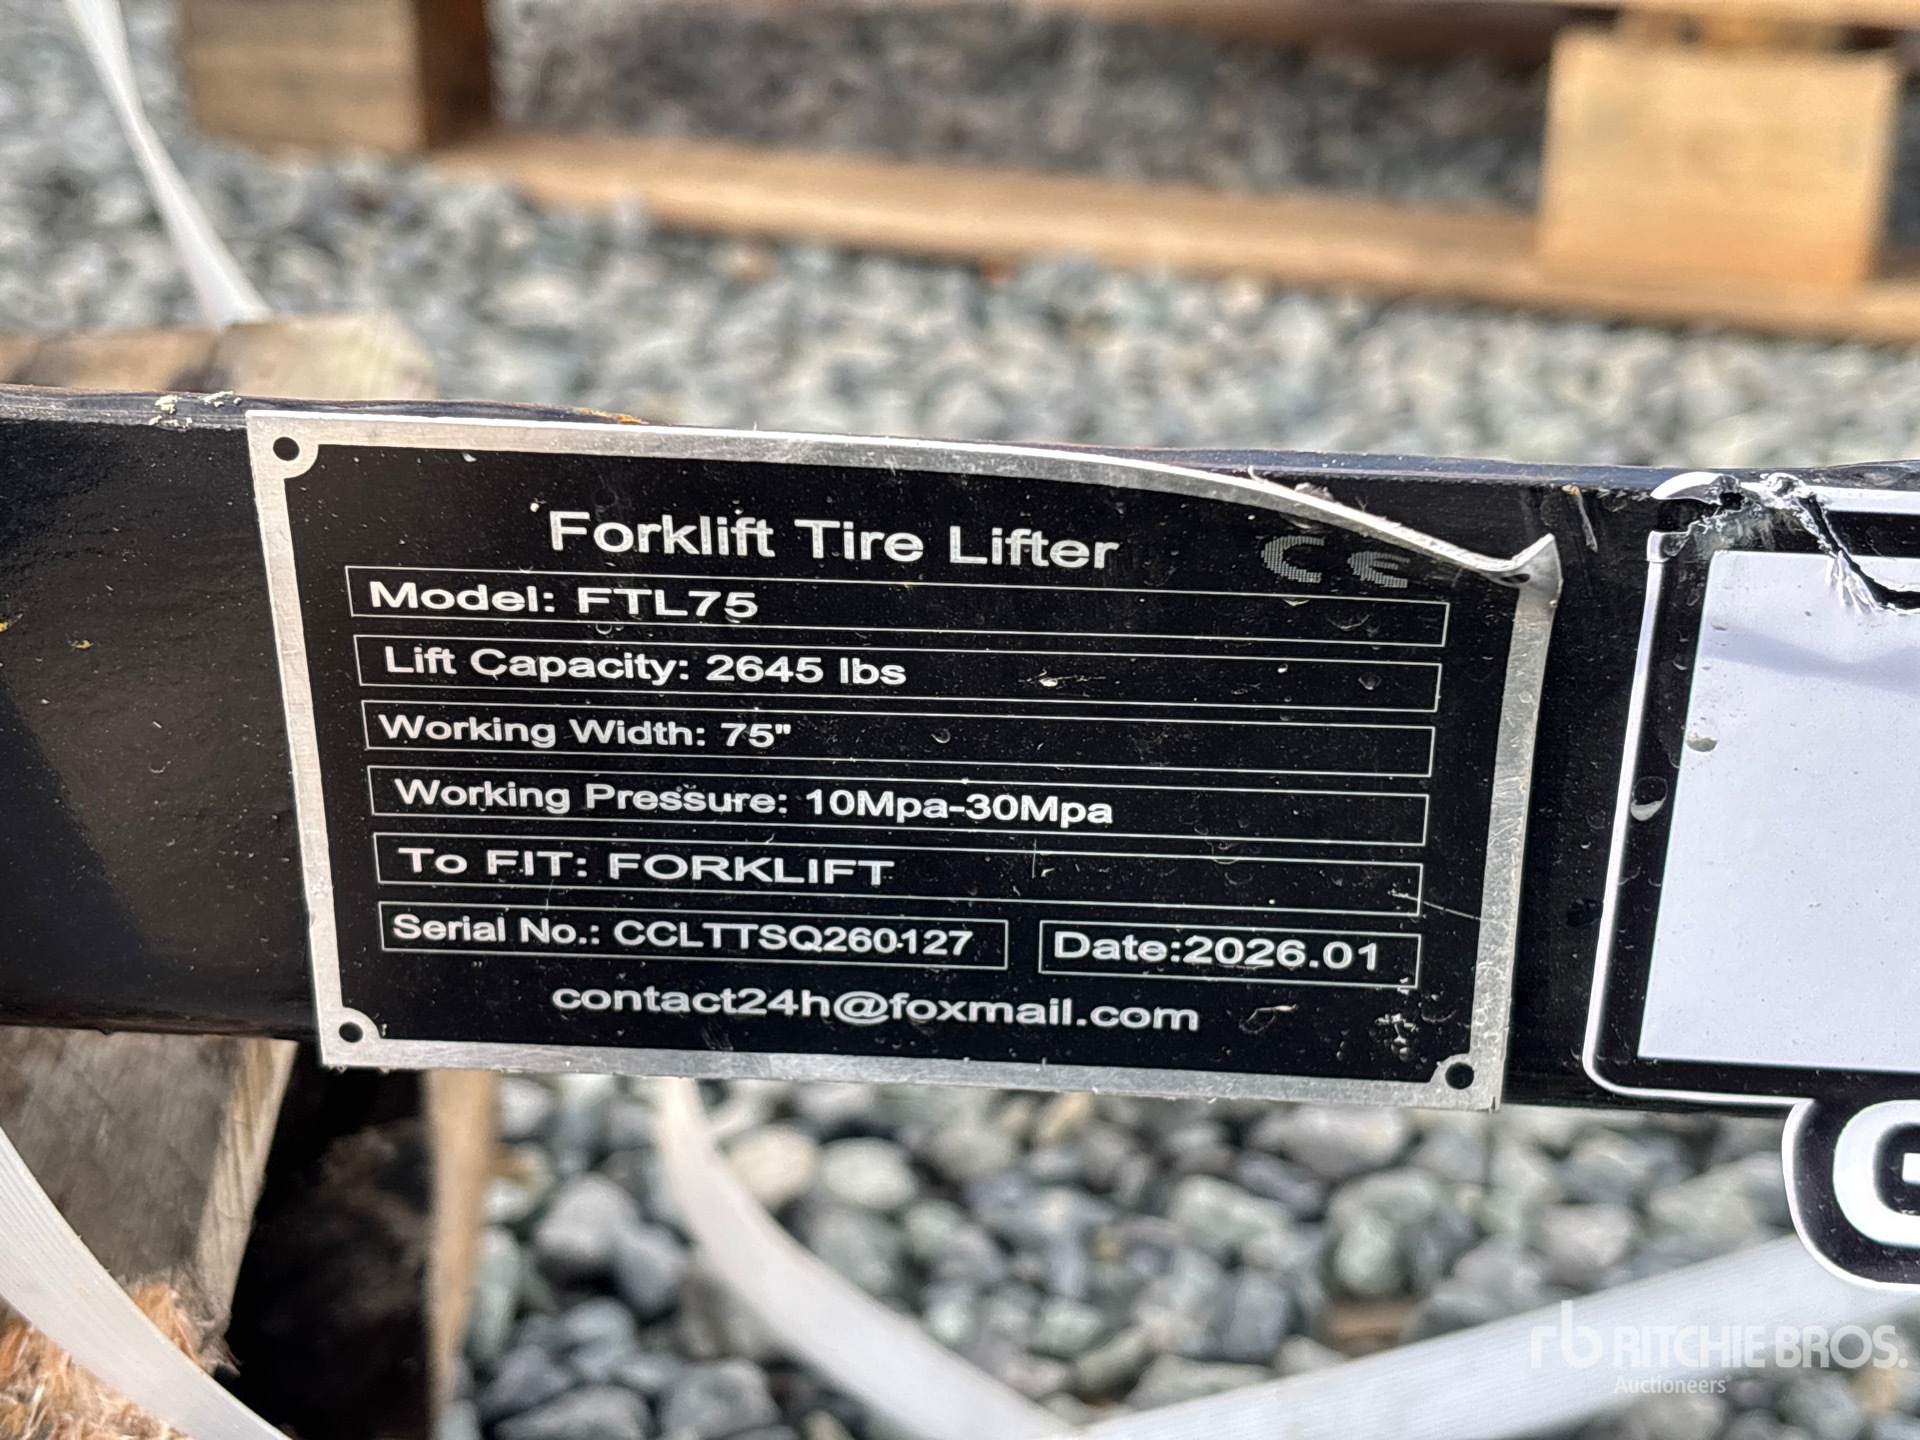 Forklift Tire Lifter CE
Model: FTL75
Lift Capacity: 2645 lbs
Working Width: 75"
Working Pressure: 10Mpa-30Mpa
To FIT: FORKLIFT
Serial No.: CCLTTSQ260127 Date:2026.01
contact24h@foxmail.com
rb RITCHIE BROS.
Auctioneers